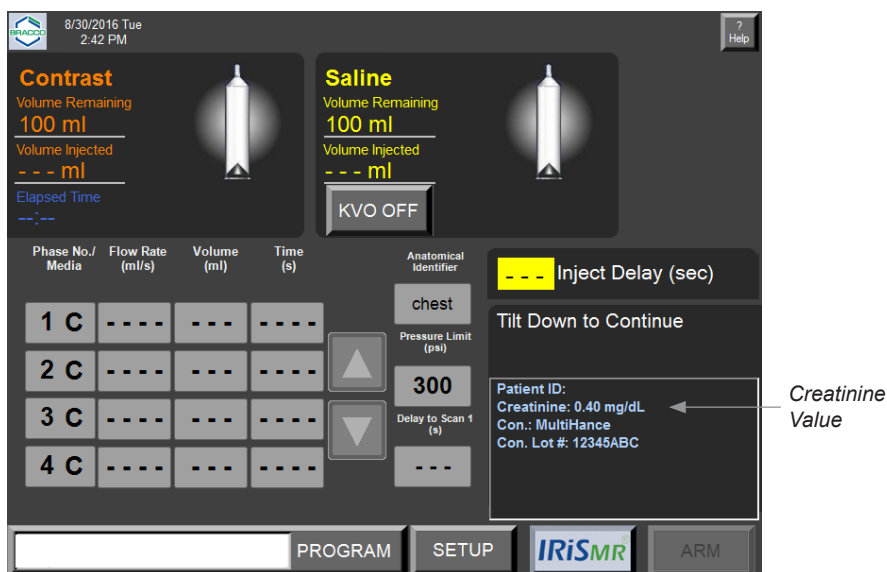 BRACCO
8/30/2016 Tue
2:42 PM
?
Help
Contrast
Volume Remaining
100 ml
Volume Injected
- - - ml
Elapsed Time
--:--
Saline
Volume Remaining
100 ml
Volume Injected
- - - ml
KVO OFF
Phase No./
Media
Flow Rate
(ml/s)
Volume
(ml)
Time
(s)
1 C - - - - - - - - - - -
2 C - - - - - - - - - - -
3 C - - - - - - - - - - -
4 C - - - - - - - - - - -
Anatomical
Identifier
chest
Pressure Limit
(psi)
300
Delay to Scan 1
(s)
- - -
- - - Inject Delay (sec)
Tilt Down to Continue
Patient ID:
Creatinine: 0.40 mg/dL
Con.: MultiHance
Con. Lot #: 12345ABC
Creatinine
Value
PROGRAM
SETUP
IRiSMR®
ARM